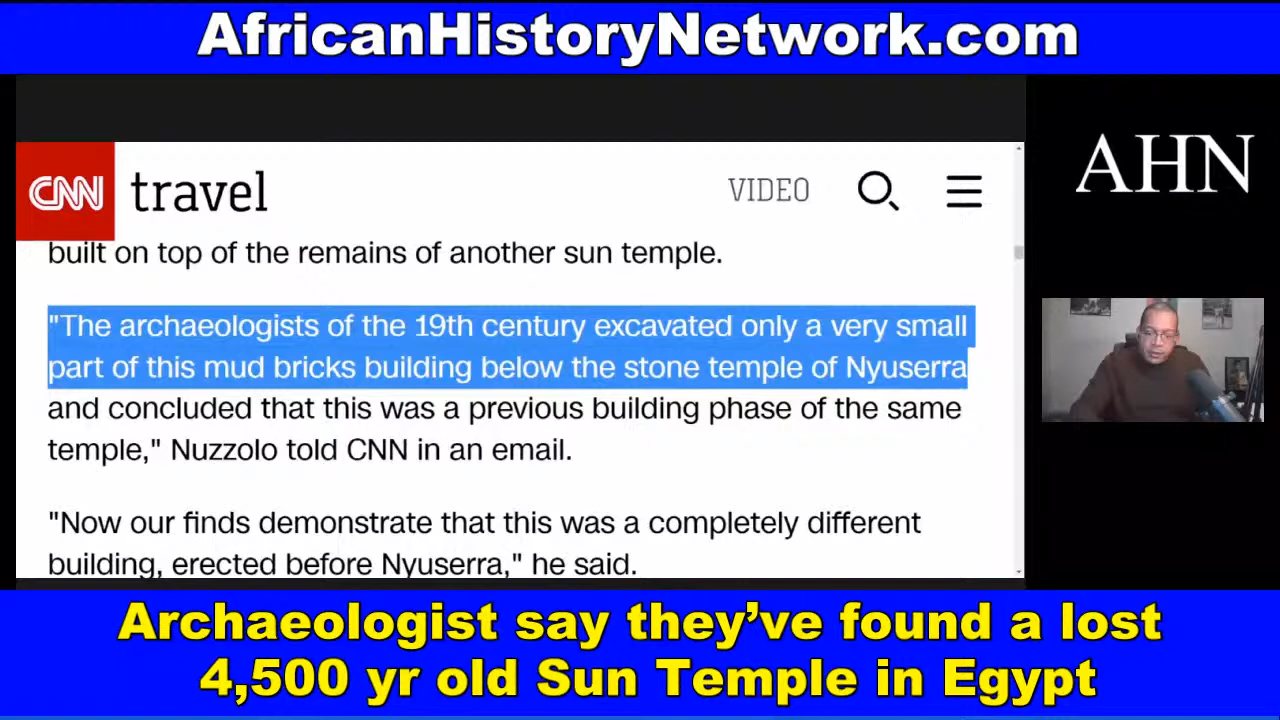 AfricanHistoryNetwork.com
CNN travel VIDEO
AHN
built on top of the remains of another sun temple.
"The archaeologists of the 19th century excavated only a very small
part of this mud bricks building below the stone temple of Nyuserra
and concluded that this was a previous building phase of the same
temple," Nuzzolo told CNN in an email.
"Now our finds demonstrate that this was a completely different
building, erected before Nyuserra," he said.
Archaeologist say they’ve found a lost
4,500 yr old Sun Temple in Egypt